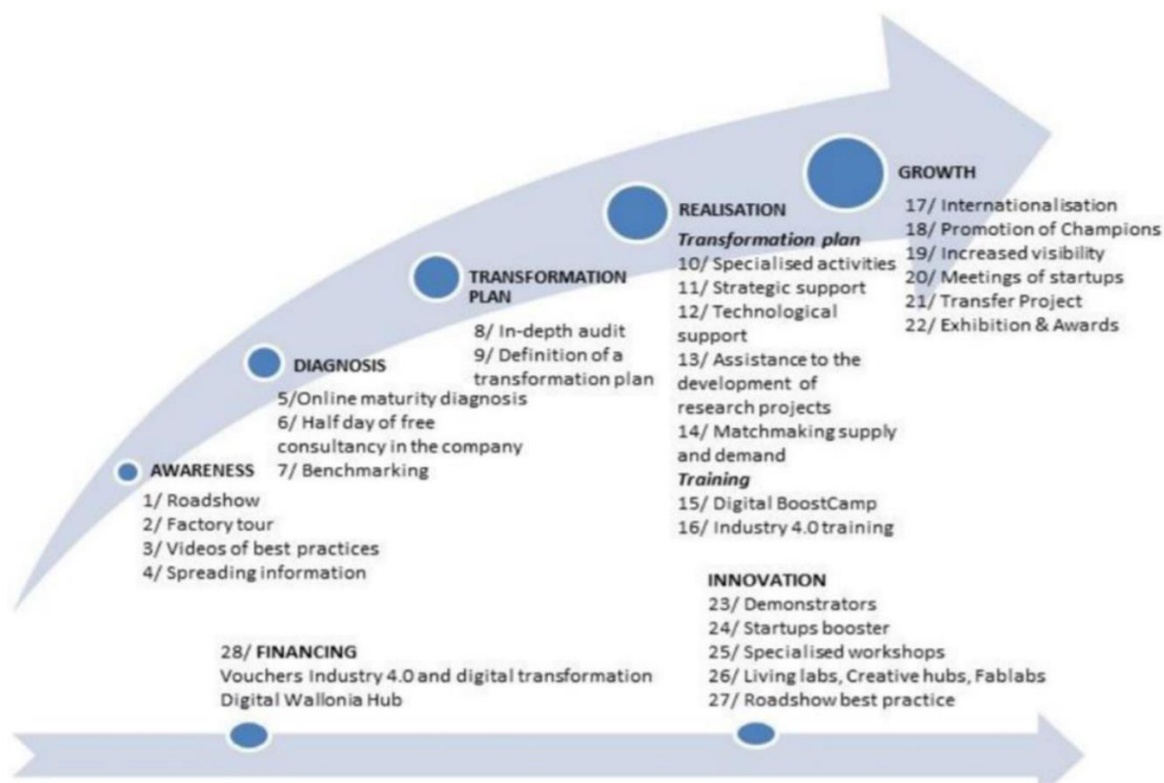 AWARENESS
1/ Roadshow
2/ Factory tour
3/ Videos of best practices
4/ Spreading information
DIAGNOSIS
5/Online maturity diagnosis
6/ Half day of free
consultancy in the company
7/ Benchmarking
TRANSFORMATION
PLAN
8/ In-depth audit
9/ Definition of a
transformation plan
REALISATION
Transformation plan
10/ Specialised activities
11/ Strategic support
12/ Technological
support
13/ Assistance to the
development of
research projects
14/ Matchmaking supply
and demand
Training
15/ Digital BoostCamp
16/ Industry 4.0 training
GROWTH
17/ Internationalisation
18/ Promotion of Champions
19/ Increased visibility
20/ Meetings of startups
21/ Transfer Project
22/ Exhibition & Awards
28/ FINANCING
Vouchers Industry 4.0 and digital transformation
Digital Wallonia Hub
INNOVATION
23/ Demonstrators
24/ Startups booster
25/ Specialised workshops
26/ Living labs, Creative hubs, Fablabs
27/ Roadshow best practice